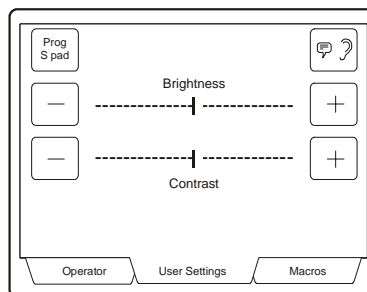 Prog
S pad
Brightness
Contrast
Operator
User Settings
Macros